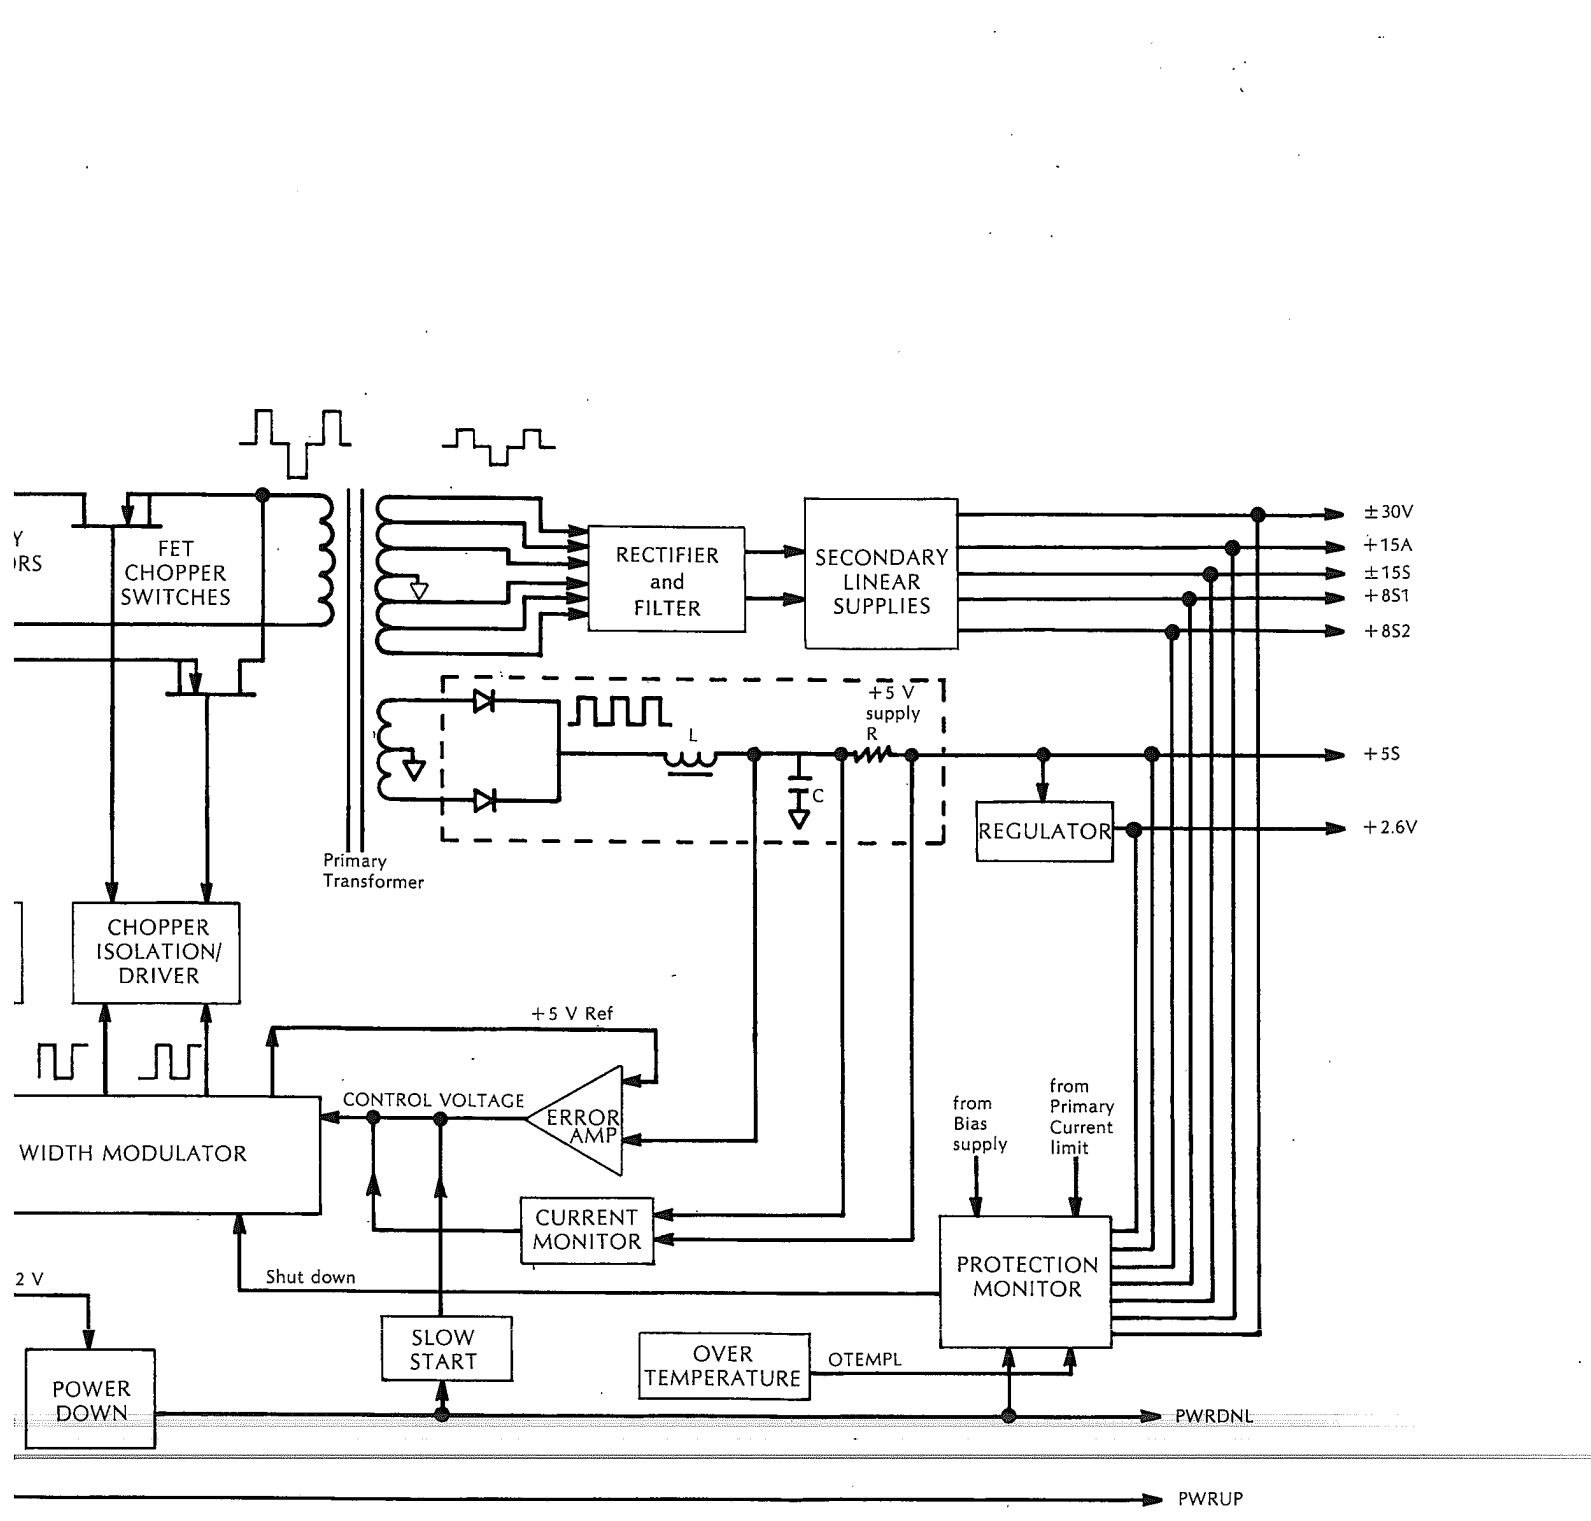 Y
ORS
FET
CHOPPER
SWITCHES
RECTIFIER
and
FILTER
SECONDARY
LINEAR
SUPPLIES
±30V
+15A
±15S
+8S1
+8S2
+5 V
supply
R
L
C
+5S
REGULATOR
+2.6V
Primary
Transformer
CHOPPER
ISOLATION/
DRIVER
+5 V Ref
CONTROL VOLTAGE
ERROR
AMP
WIDTH MODULATOR
from
Bias
supply
from
Primary
Current
limit
CURRENT
MONITOR
PROTECTION
MONITOR
2 V
Shut down
SLOW
START
OVER
TEMPERATURE
OTEMPL
POWER
DOWN
PWRDNL
PWRUP